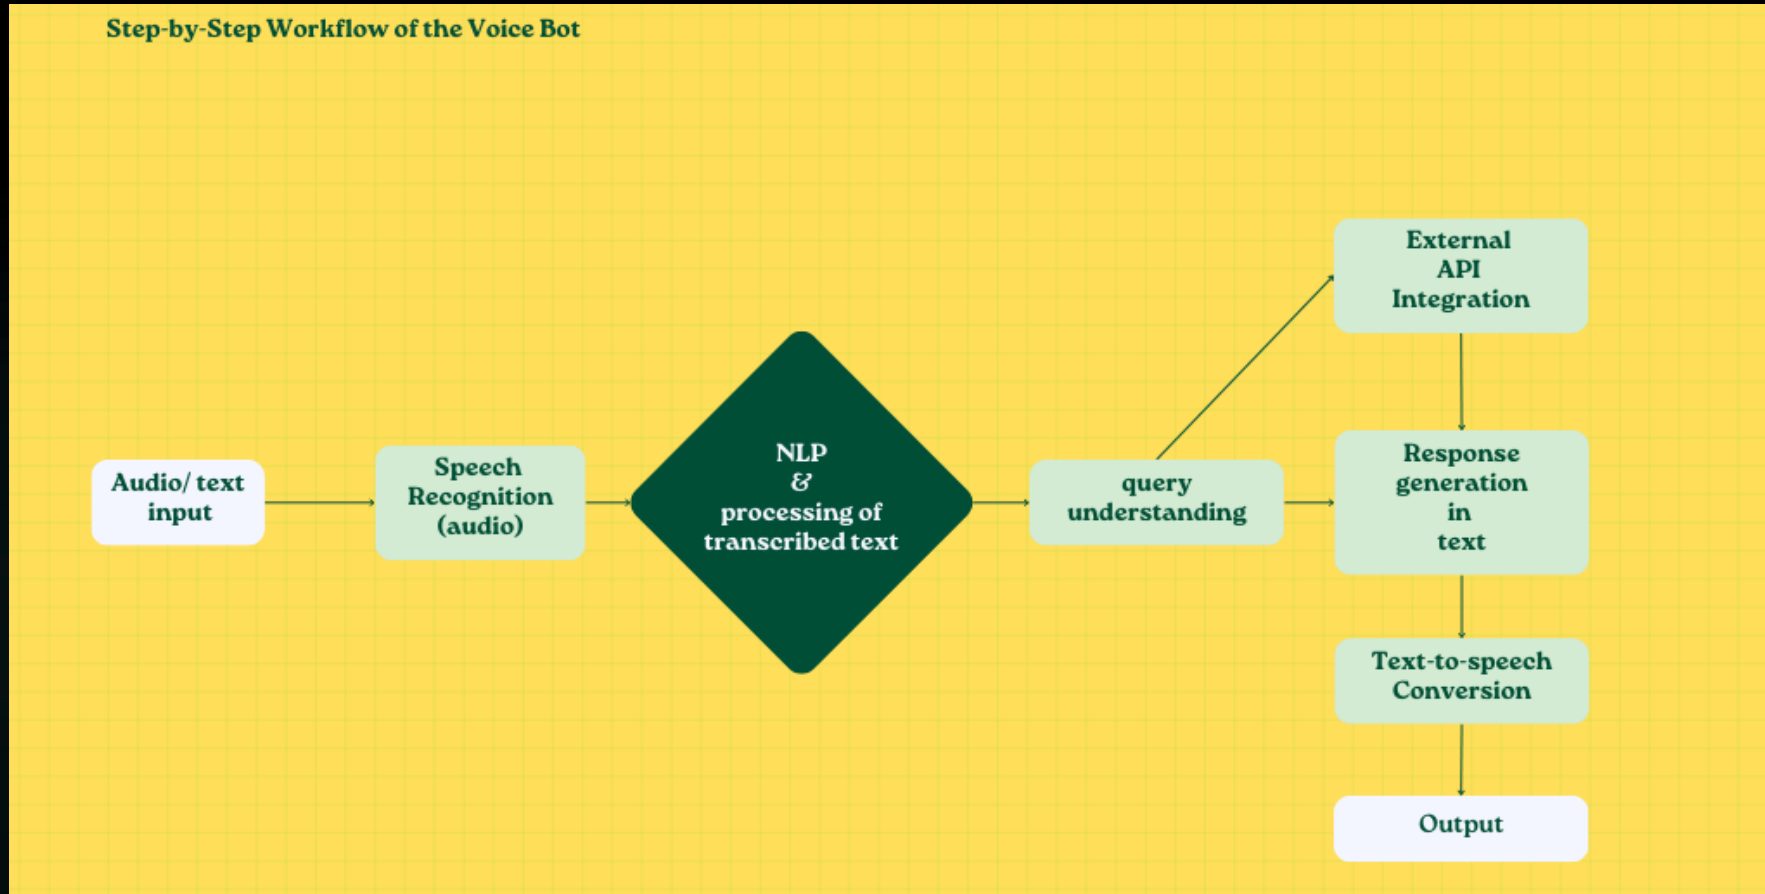 Step-by-Step Workflow of the Voice Bot
Audio/ text
input
Speech
Recognition
(audio)
NLP
&
processing of
transcribed text
query
understanding
External
API
Integration
Response
generation
in
text
Text-to-speech
Conversion
Output